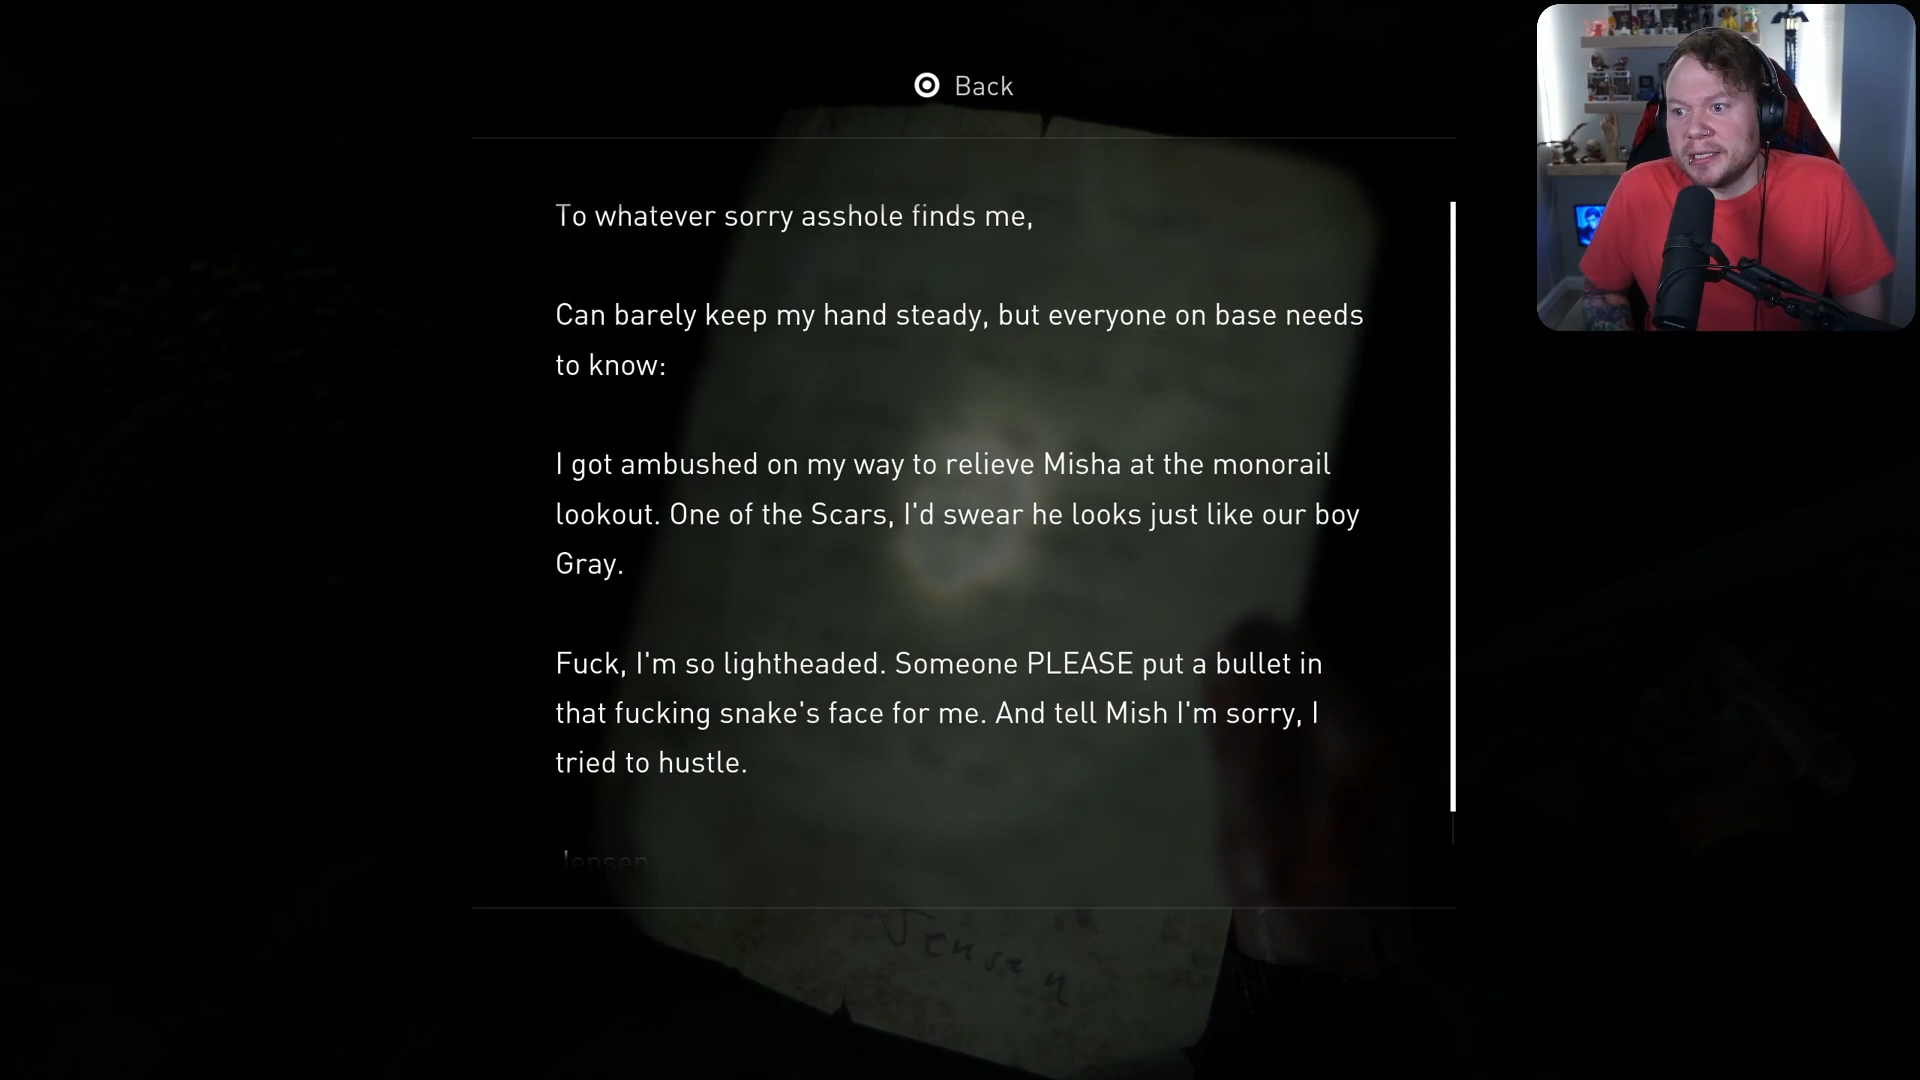 Back
To whatever sorry asshole finds me,
Can barely keep my hand steady, but everyone on base needs
to know:
I got ambushed on my way to relieve Misha at the monorail
lookout. One of the Scars, I'd swear he looks just like our boy
Gray.
Fuck, I'm so lightheaded. Someone PLEASE put a bullet in
that fucking snake's face for me. And tell Mish I'm sorry, I
tried to hustle.
Jensen
Jensen